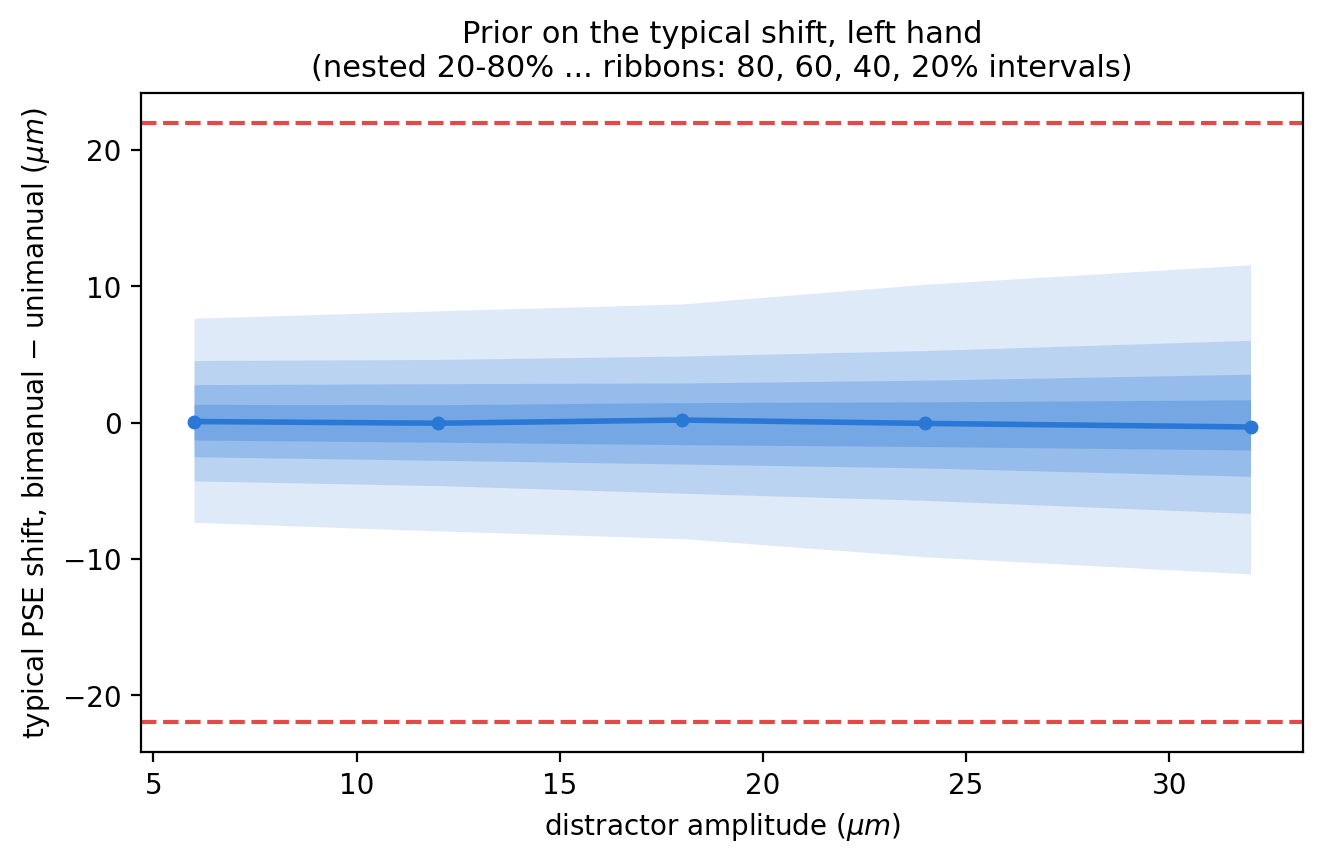 Prior on the typical shift, left hand
(nested 20-80% ... ribbons: 80, 60, 40, 20% intervals)
typical PSE shift, bimanual − unimanual (μm)
20
10
0
−10
−20
5
10
15
20
25
30
distractor amplitude (μm)